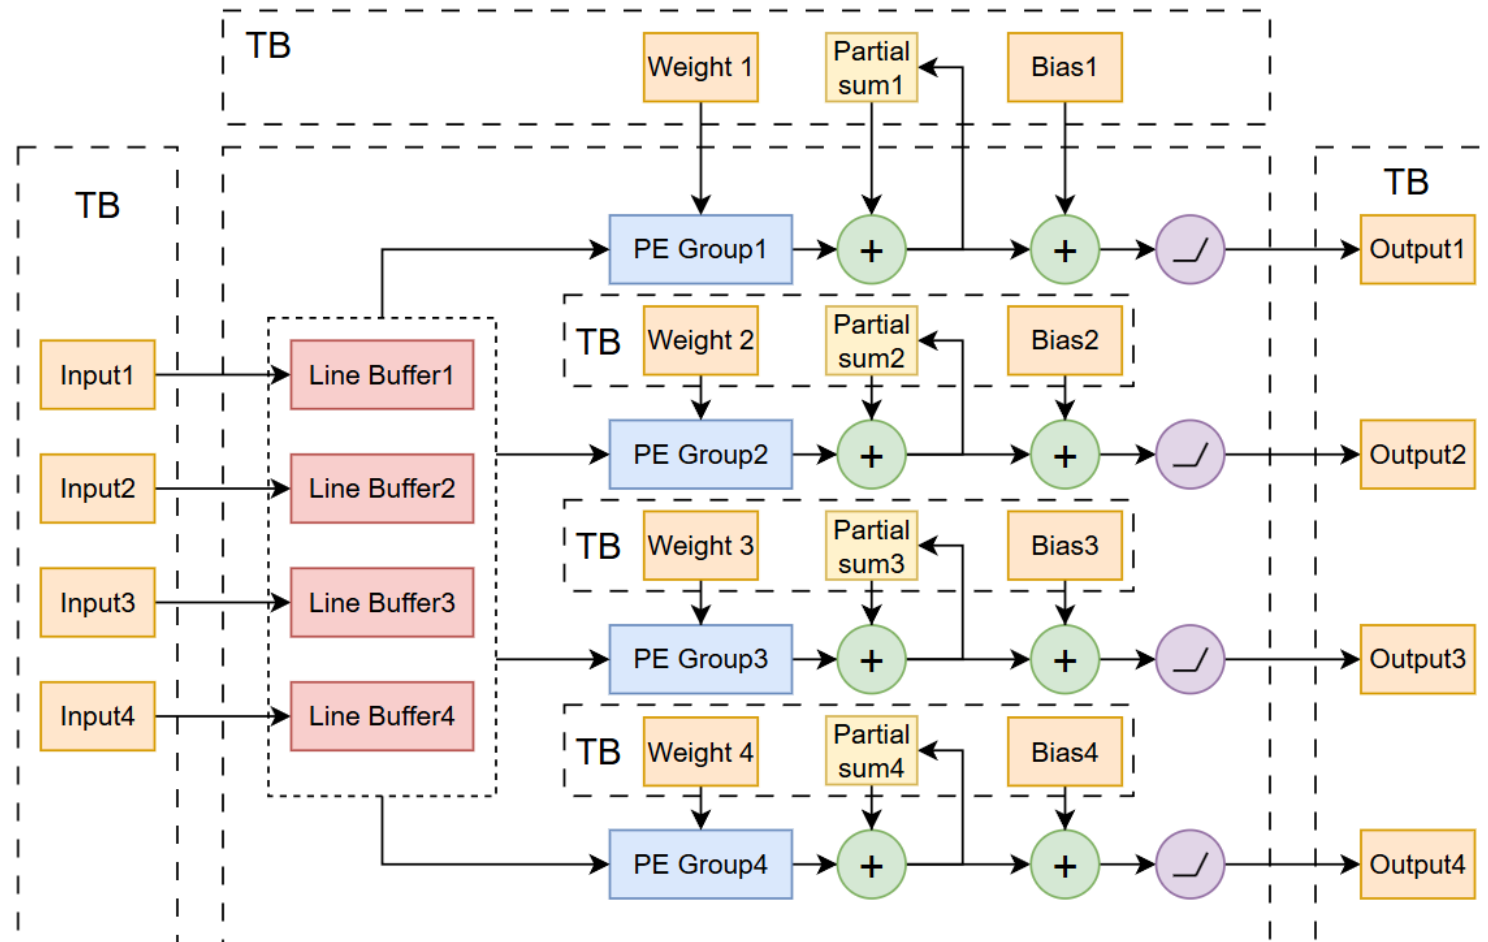 TB
Weight 1
Partial
sum1
Bias1
TB
TB
PE Group1
+
+
Output1
TB
Weight 2
Partial
sum2
Bias2
Input1
Line Buffer1
PE Group2
+
+
Output2
Input2
Line Buffer2
TB
Weight 3
Partial
sum3
Bias3
Input3
Line Buffer3
PE Group3
+
+
Output3
Input4
Line Buffer4
TB
Weight 4
Partial
sum4
Bias4
PE Group4
+
+
Output4